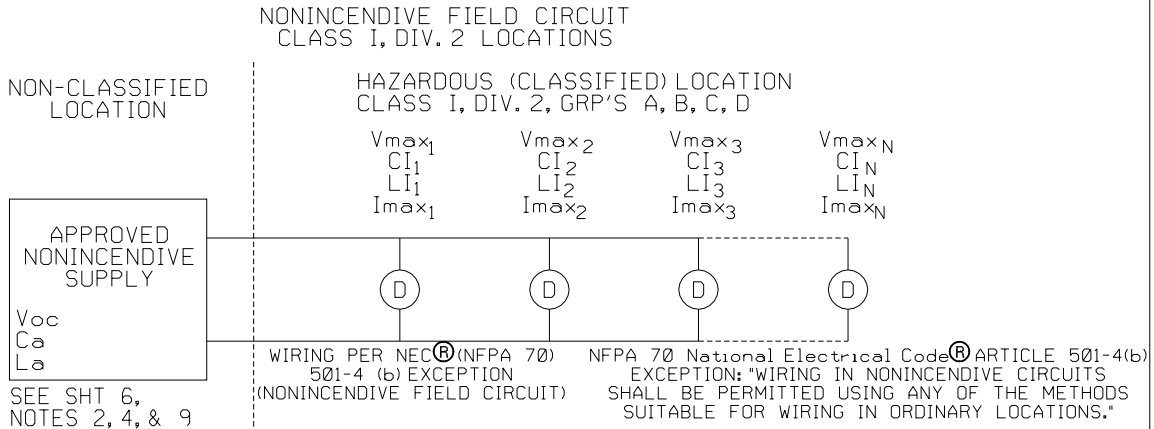 NONINCENDIVE FIELD CIRCUIT
CLASS I, DIV. 2 LOCATIONS
NON-CLASSIFIED
LOCATION
HAZARDOUS (CLASSIFIED) LOCATION
CLASS I, DIV. 2, GRP'S A, B, C, D
Vmax1 Vmax2 Vmax3 VmaxN
CI1 CI2 CI3 CIN
LI1 LI2 LI3 LIN
Imax1 Imax2 Imax3 ImaxN
APPROVED
NONINCENDIVE
SUPPLY
D D D D
Voc
Ca
La
SEE SHT 6,
NOTES 2, 4, & 9
WIRING PER NEC® (NFPA 70)
501-4 (b) EXCEPTION
(NONINCENDIVE FIELD CIRCUIT)
NFPA 70 National Electrical Code® ARTICLE 501-4(b)
EXCEPTION: "WIRING IN NONINCENDIVE CIRCUITS
SHALL BE PERMITTED USING ANY OF THE METHODS
SUITABLE FOR WIRING IN ORDINARY LOCATIONS."